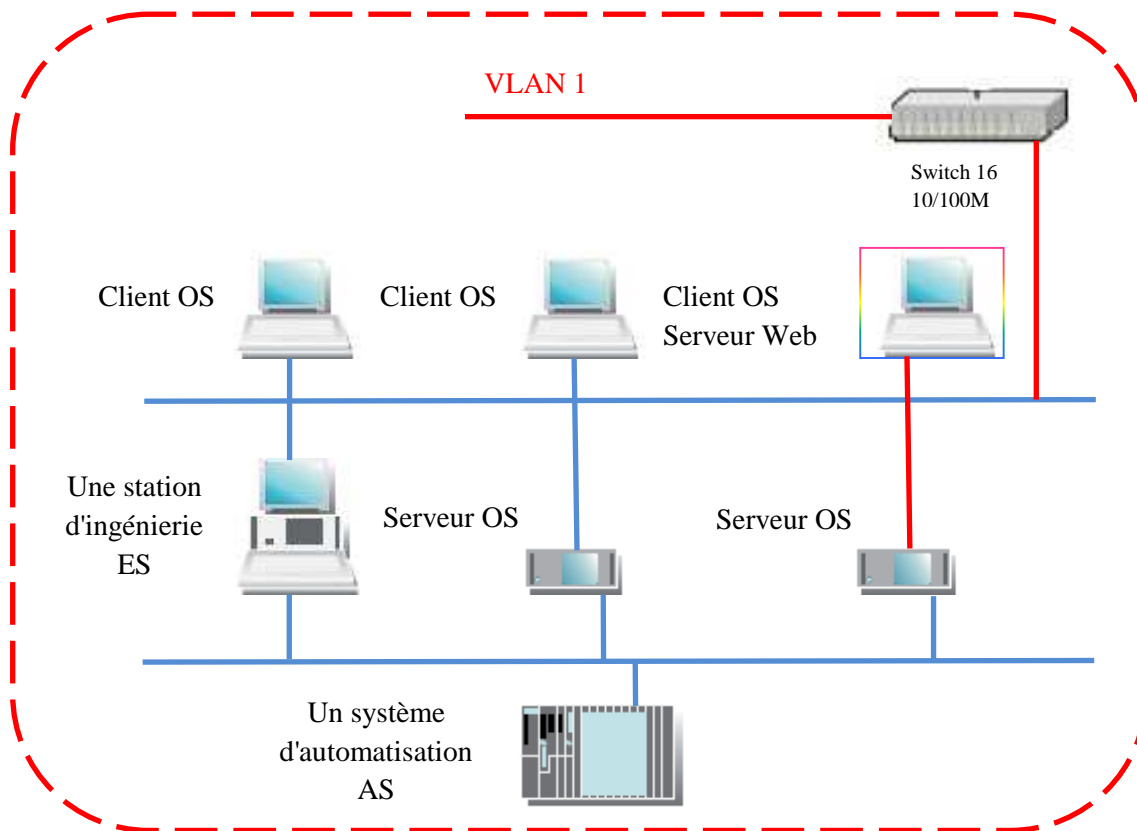 VLAN 1
Switch 16
10/100M
Client OS
Client OS
Client OS
Serveur Web
Une station
d'ingénierie
ES
Serveur OS
Serveur OS
Un système
d'automatisation
AS